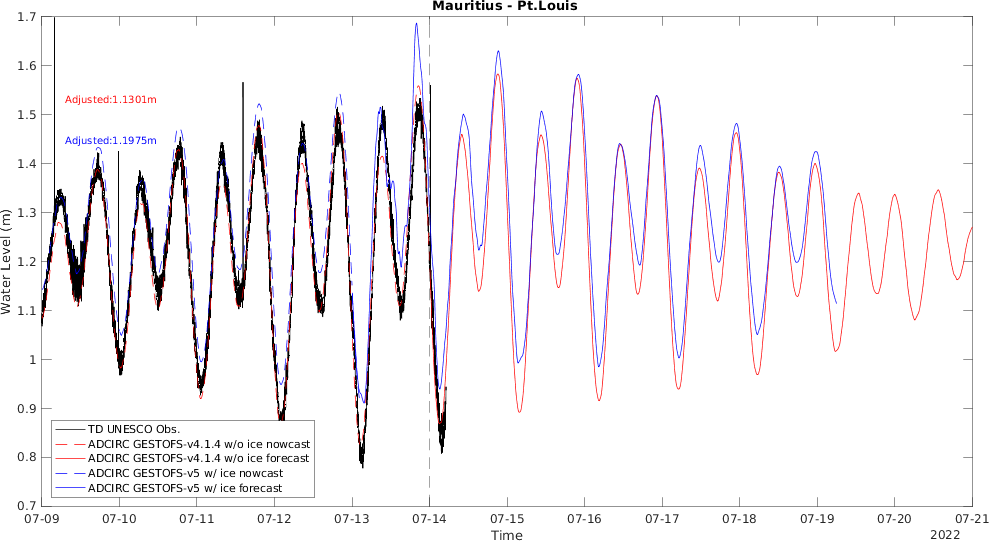 Mauritius - Pt.Louis
1.7
1.6
1.5
1.4
1.3
1.2
1.1
1
0.9
0.8
0.7
Water Level (m)
Adjusted:1.1301m
Adjusted:1.1975m
TD UNESCO Obs.
ADCIRC GESTOFS-v4.1.4 w/o ice nowcast
ADCIRC GESTOFS-v4.1.4 w/o ice forecast
ADCIRC GESTOFS-v5 w/ ice nowcast
ADCIRC GESTOFS-v5 w/ ice forecast
07-09 07-10 07-11 07-12 07-13 07-14 07-15 07-16 07-17 07-18 07-19 07-20 07-21
Time
2022